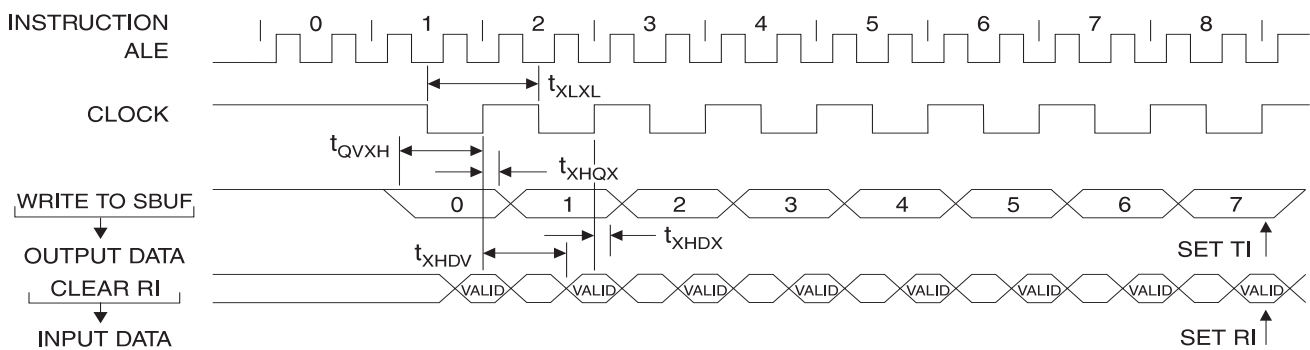 INSTRUCTION
0 1 2 3 4 5 6 7 8
ALE
tXLXL
CLOCK
tQVXH
tXHQX
WRITE TO SBUF
0 1 2 3 4 5 6 7
OUTPUT DATA
tXHDV
tXHDX
SET TI
CLEAR RI
VALID VALID VALID VALID VALID VALID VALID VALID
INPUT DATA
SET RI